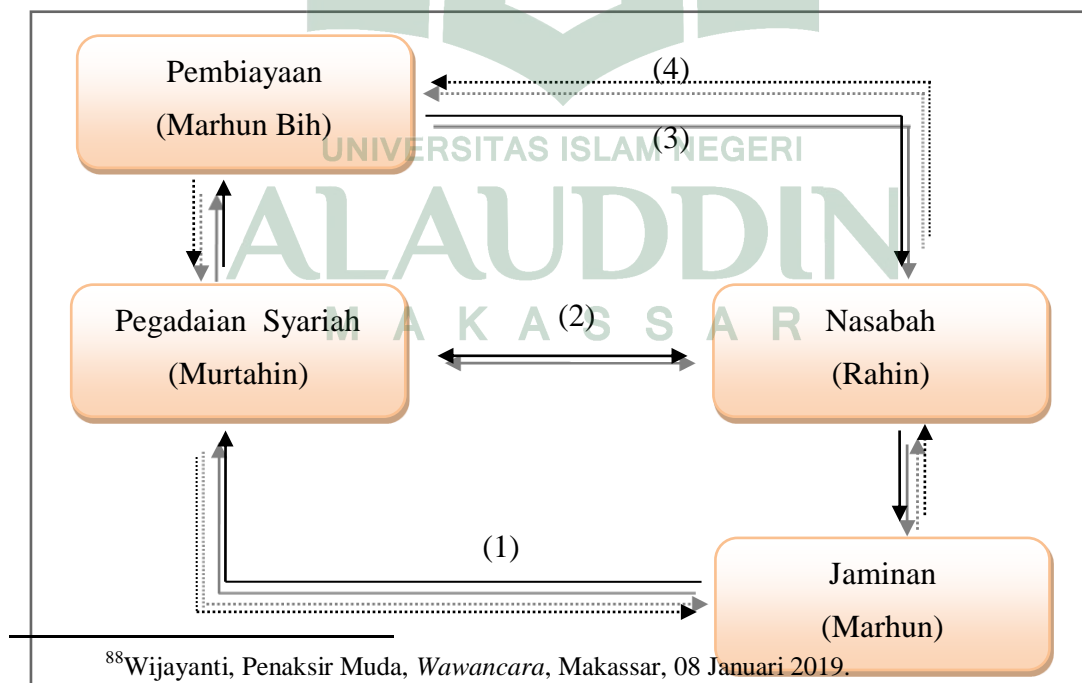 Pembiayaan
(Marhun Bih)
(4)
(3)
UNIVERSITAS ISLAM NEGERI
ALAUDDIN
MAKASSAR
Pegadaian Syariah
(Murtahin)
(2)
Nasabah
(Rahin)
(1)
Jaminan
(Marhun)
88Wijayanti, Penaksir Muda, Wawancara, Makassar, 08 Januari 2019.